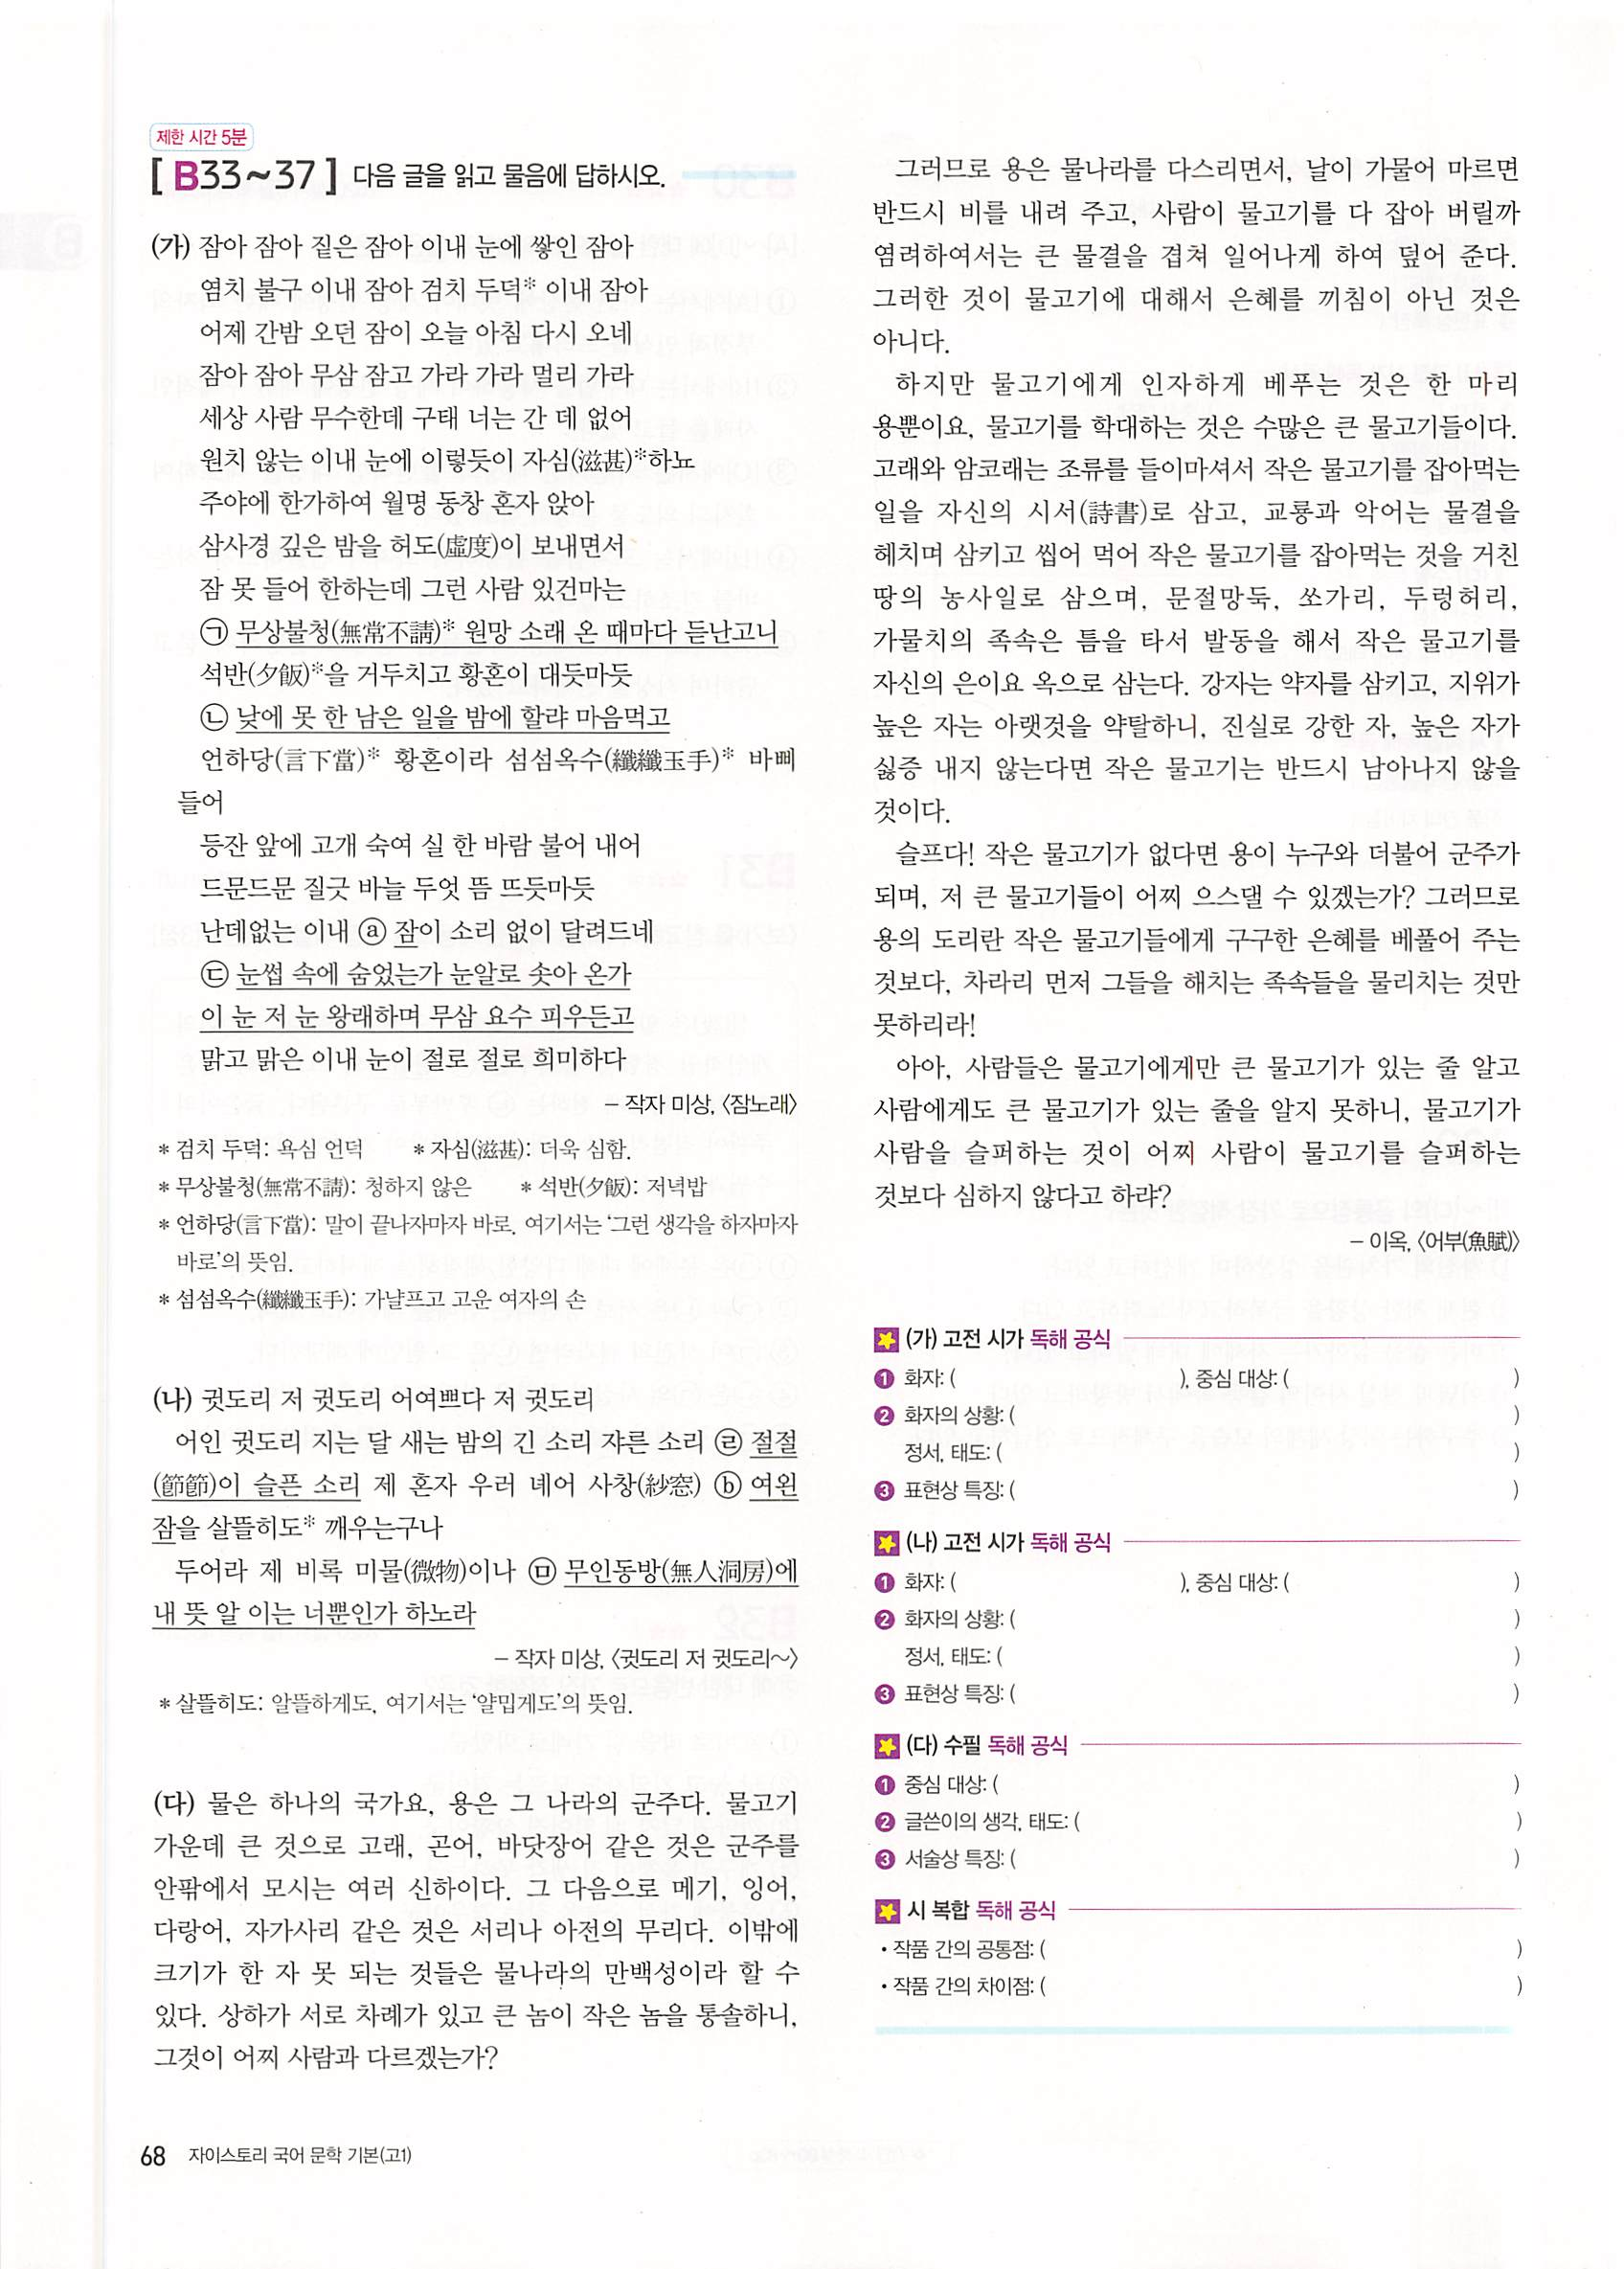 제한 시간 5분
[ B33~37 ] 다음 글을 읽고 물음에 답하시오.
(가) 잠아 잠아 짙은 잠아 이내 눈에 쌓인 잠아
염치 불구 이내 잠아 검치 두덕* 이내 잠아
어제 간밤 오던 잠이 오늘 아침 다시 오네
잠아 잠아 무삼 잠고 가라 가라 멀리 가라
세상 사람 무수한데 구태 너는 간 데 없어
원치 않는 이내 눈에 이렇듯이 자심(滋甚)*하뇨
주야에 한가하여 월명 동창 혼자 앉아
삼사경 깊은 밤을 허도(虛度)이 보내면서
잠 못 들어 한하는데 그런 사람 있건마는
㉠ 무상불청(無常不請)* 원망 소래 온 때마다 듣난고니
석반(夕飯)*을 거두치고 황혼이 대듯마듯
㉡ 낮에 못 한 남은 일을 밤에 할랴 마음먹고
언하당(言下當)* 황혼이라 섬섬옥수(纖纖玉手)* 바삐
들어
등잔 앞에 고개 숙여 실 한 바람 불어 내어
드문드문 질긋 바늘 두엇 뜸 뜨듯마듯
난데없는 이내 ⓐ 잠이 소리 없이 달려드네
㉢ 눈썹 속에 숨었는가 눈알로 솟아 온가
이 눈 저 눈 왕래하며 무삼 요수 피우든고
맑고 맑은 이내 눈이 절로 절로 희미하다
– 작자 미상, 〈잠노래〉
* 검치 두덕: 욕심 언덕 * 자심(滋甚): 더욱 심함.
* 무상불청(無常不請): 청하지 않은 * 석반(夕飯): 저녁밥
* 언하당(言下當): 말이 끝나자마자 바로. 여기서는 ‘그런 생각을 하자마자
바로’의 뜻임.
* 섬섬옥수(纖纖玉手): 가냘프고 고운 여자의 손
(나) 귓도리 저 귓도리 어여쁘다 저 귓도리
어인 귓도리 지는 달 새는 밤의 긴 소리 쟈른 소리 ㉣ 절절
(節節)이 슬픈 소리 제 혼자 우러 녜어 사창(紗窓) ⓑ 여읜
잠을 살뜰히도* 깨우는구나
두어라 제 비록 미물(微物)이나 ㉤ 무인동방(無人洞房)에
내 뜻 알 이는 너뿐인가 하노라
– 작자 미상, 〈귓도리 저 귓도리~〉
* 살뜰히도: 알뜰하게도, 여기서는 ‘얄밉게도’의 뜻임.
(다) 물은 하나의 국가요, 용은 그 나라의 군주다. 물고기
가운데 큰 것으로 고래, 곤어, 바닷장어 같은 것은 군주를
안팎에서 모시는 여러 신하이다. 그 다음으로 메기, 잉어,
다랑어, 자가사리 같은 것은 서리나 아전의 무리다. 이밖에
크기가 한 자 못 되는 것들은 물나라의 만백성이라 할 수
있다. 상하가 서로 차례가 있고 큰 놈이 작은 놈을 통솔하니,
그것이 어찌 사람과 다르겠는가?
68 자이스토리 국어 문학 기본(고1)
그러므로 용은 물나라를 다스리면서, 날이 가물어 마르면
반드시 비를 내려 주고, 사람이 물고기를 다 잡아 버릴까
염려하여서는 큰 물결을 겹쳐 일어나게 하여 덮어 준다.
그러한 것이 물고기에 대해서 은혜를 끼침이 아닌 것은
아니다.
하지만 물고기에게 인자하게 베푸는 것은 한 마리
용뿐이요, 물고기를 학대하는 것은 수많은 큰 물고기들이다.
고래와 암코래는 조류를 들이마셔서 작은 물고기를 잡아먹는
일을 자신의 시서(詩書)로 삼고, 교룡과 악어는 물결을
헤치며 삼키고 씹어 먹어 작은 물고기를 잡아먹는 것을 거친
땅의 농사일로 삼으며, 문절망둑, 쏘가리, 두렁허리,
가물치의 족속은 틈을 타서 발동을 해서 작은 물고기를
자신의 은이요 옥으로 삼는다. 강자는 약자를 삼키고, 지위가
높은 자는 아랫것을 약탈하니, 진실로 강한 자, 높은 자가
싫증 내지 않는다면 작은 물고기는 반드시 남아나지 않을
것이다.
슬프다! 작은 물고기가 없다면 용이 누구와 더불어 군주가
되며, 저 큰 물고기들이 어찌 으스댈 수 있겠는가? 그러므로
용의 도리란 작은 물고기들에게 구구한 은혜를 베풀어 주는
것보다, 차라리 먼저 그들을 해치는 족속들을 물리치는 것만
못하리라!
아아, 사람들은 물고기에게만 큰 물고기가 있는 줄 알고
사람에게도 큰 물고기가 있는 줄을 알지 못하니, 물고기가
사람을 슬퍼하는 것이 어찌 사람이 물고기를 슬퍼하는
것보다 심하지 않다고 하랴?
– 이옥, 〈어부(魚賦)〉
(가) 고전 시가 독해 공식
❶ 화자: ( ), 중심 대상: ( )
❷ 화자의 상황: ( )
정서, 태도: ( )
❸ 표현상 특징: ( )
(나) 고전 시가 독해 공식
❶ 화자: ( ), 중심 대상: ( )
❷ 화자의 상황: ( )
정서, 태도: ( )
❸ 표현상 특징: ( )
(다) 수필 독해 공식
❶ 중심 대상: ( )
❷ 글쓴이의 생각, 태도: ( )
❸ 서술상 특징: ( )
시 복합 독해 공식
• 작품 간의 공통점: ( )
• 작품 간의 차이점: ( )